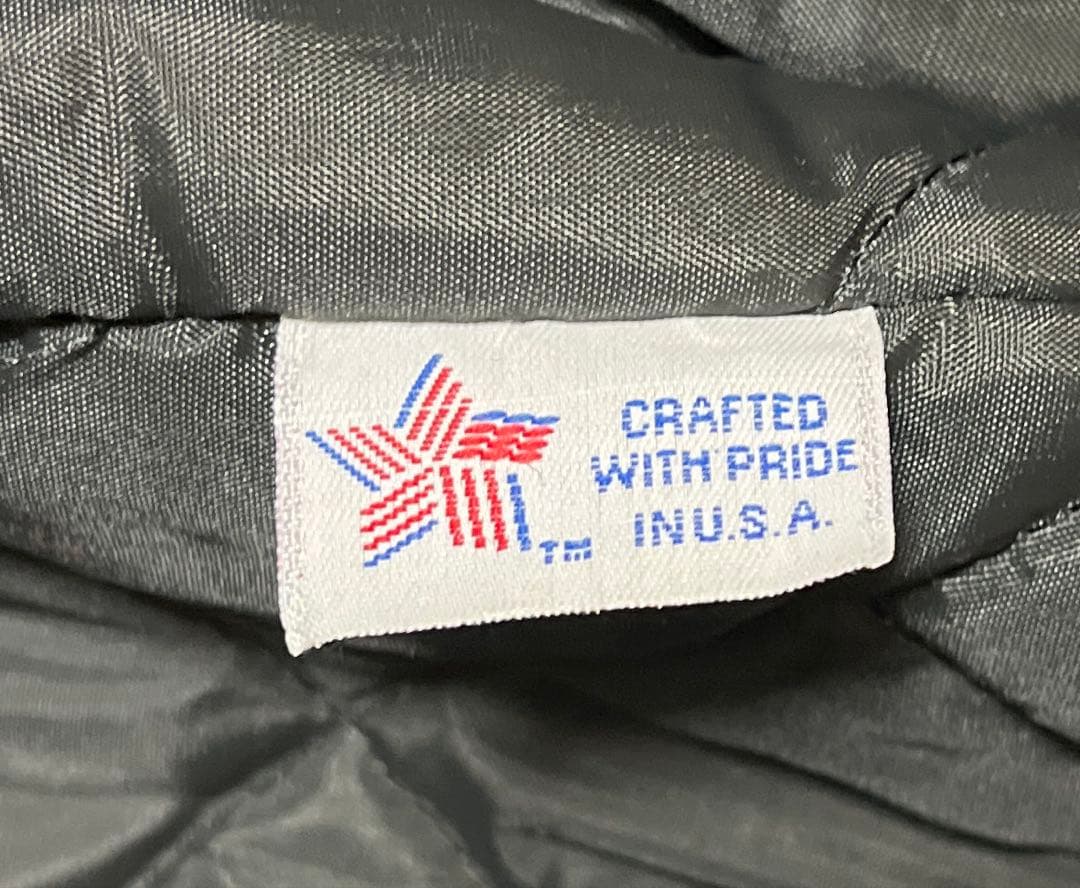 CRAFTED
WITH PRIDE
IN U.S.A.
TM